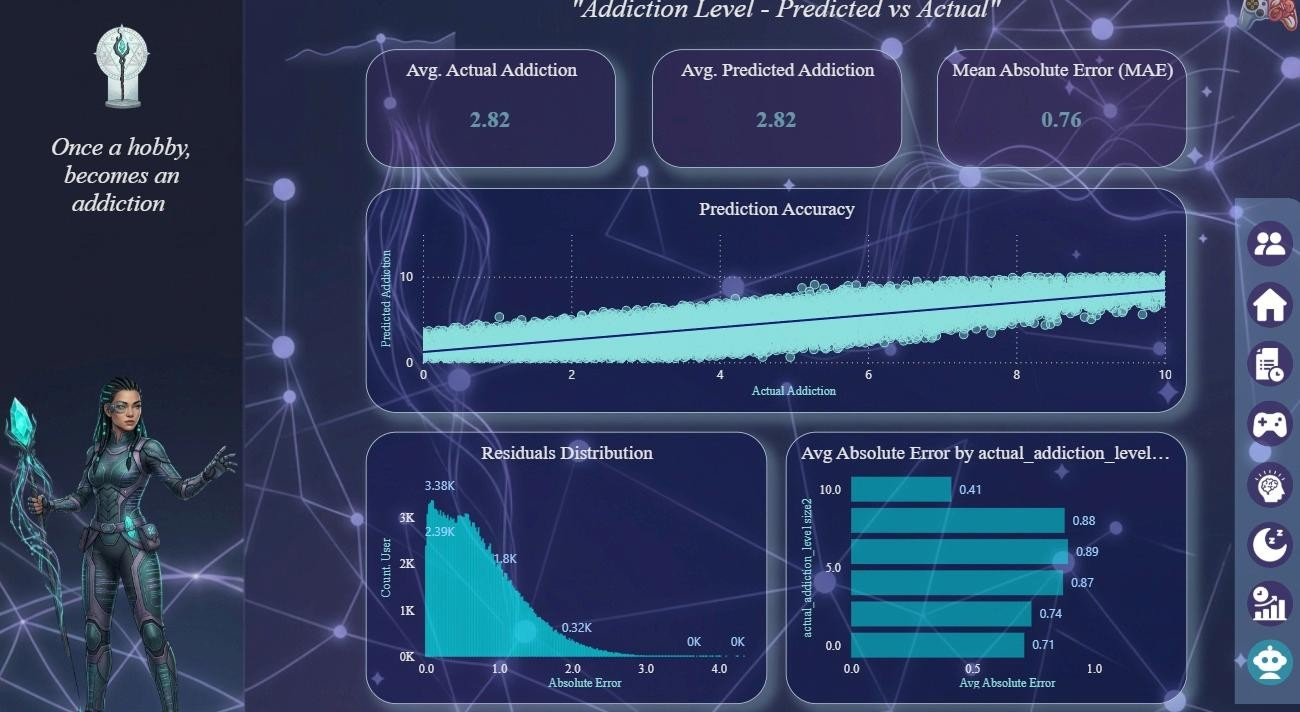 "Addiction Level - Predicted vs Actual"
Once a hobby,
becomes an
addiction
Avg. Actual Addiction
2.82
Avg. Predicted Addiction
2.82
Mean Absolute Error (MAE)
0.76
Prediction Accuracy
Predicted Addiction
10
0
0 2 4 6 8 10
Actual Addiction
Residuals Distribution
Count. User
3K
2K
1K
0K
3.38K
2.39K
1.8K
0.32K
0K
0K
0.0 1.0 2.0 3.0 4.0
Absolute Error
Avg Absolute Error by actual_addiction_level...
actual_addiction_level size2
10.0
5.0
0.0
0.41
0.88
0.89
0.87
0.74
0.71
0.0 0.5 1.0
Avg Absolute Error
z z